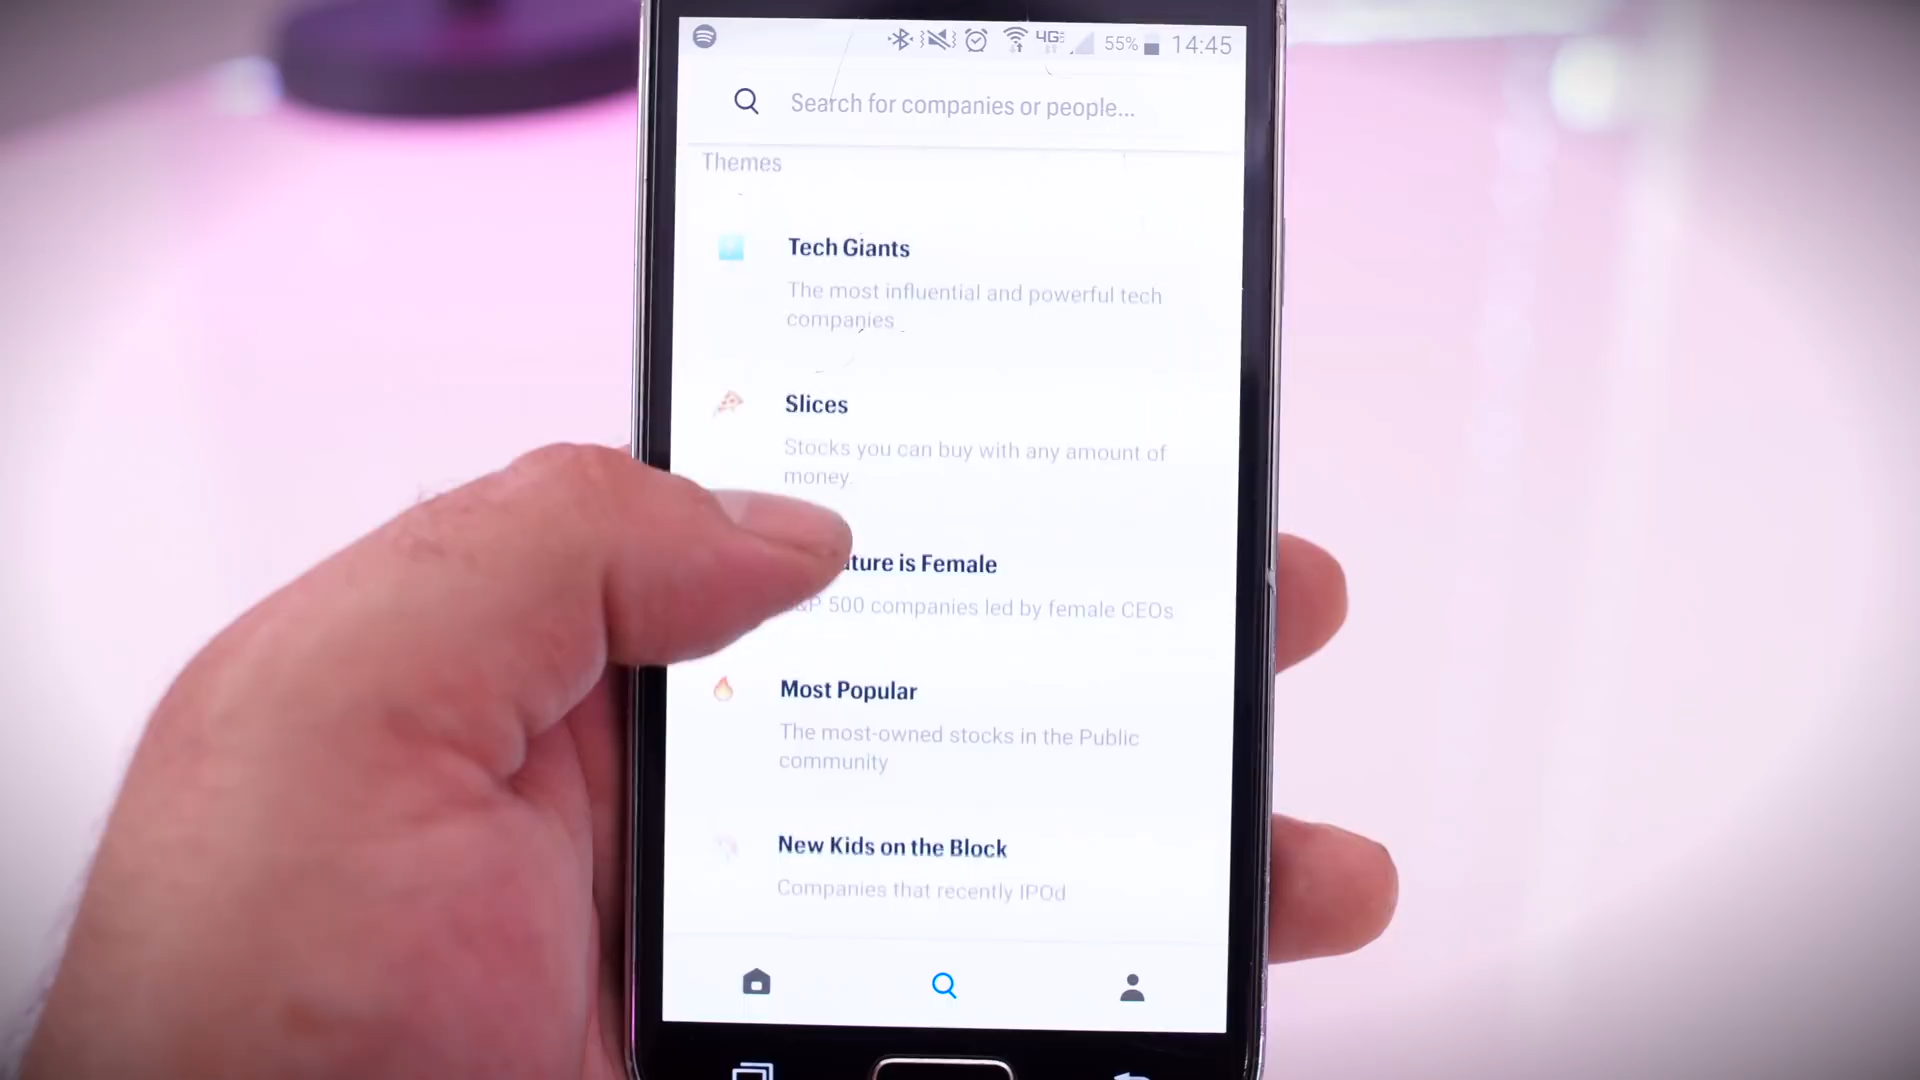 4G
55%
14:45
Search for companies or people...
Themes
Tech Giants
The most influential and powerful tech
companies
Slices
Stocks you can buy with any amount of
money.
is Female
500 companies led by female CEOs
Most Popular
The most-owned stocks in the Public
community
New Kids on the Block
Companies that recently IPOd